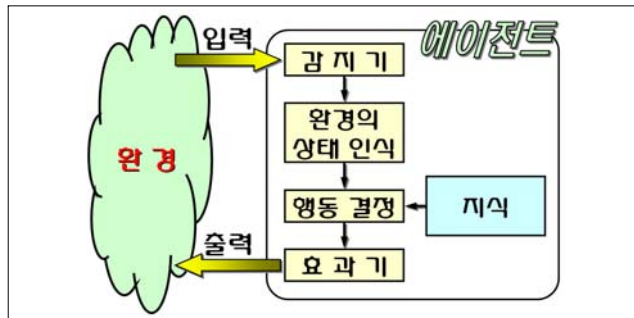 에이전트
입력
감 지 기
환경의
상태 인식
환 경
행동 결정
지식
출력
효 과 기